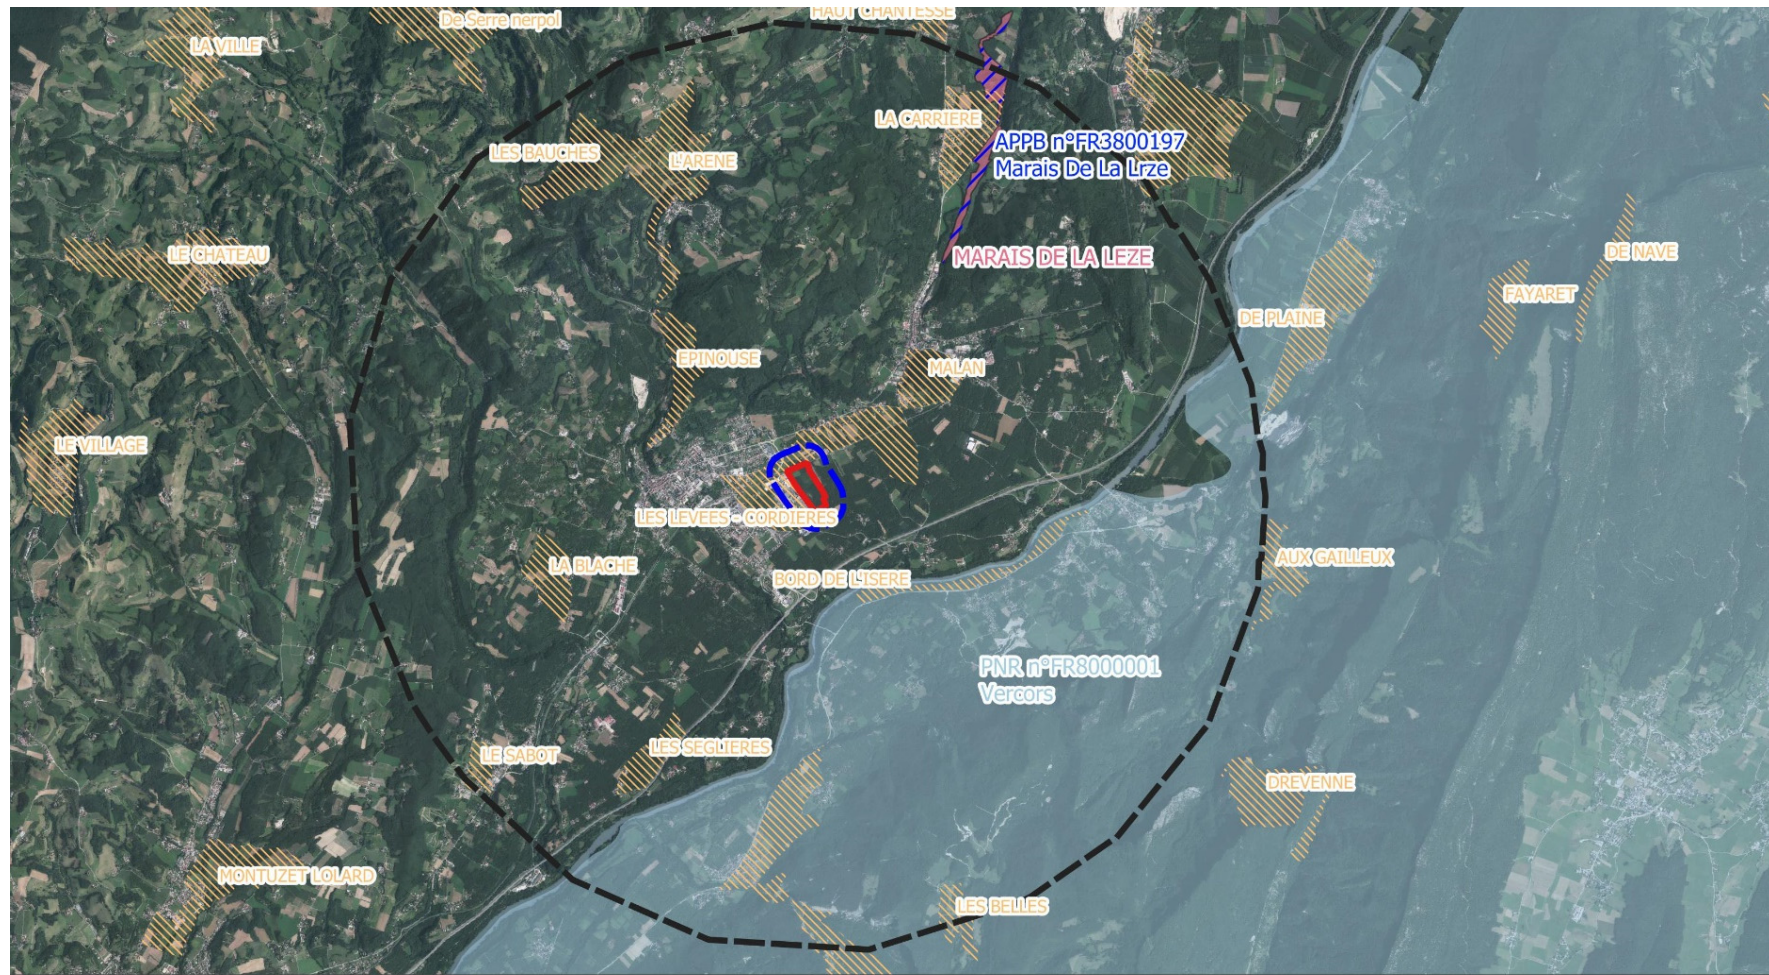 De Serre nerpol
HAUT CHANTESSE
LA VILLE
LA CARRIERE
APPB n°FR3800197
Marais De La Lrze
LES BAUCHES
L'ARENE
LE CHATEAU
MARAIS DE LA LEZE
DE NAVE
FAYARET
DE PLAINE
EPINOUSE
MALAN
LE VILLAGE
LES LEVEES - CORDIERES
LA BLACHE
BORD DE L'ISERE
AUX GAILLEUX
PNR n°FR8000001
Vercors
LE SABOT
LES SEGLIERES
DREVENNE
MONTUZET LOLARD
LES BELLES